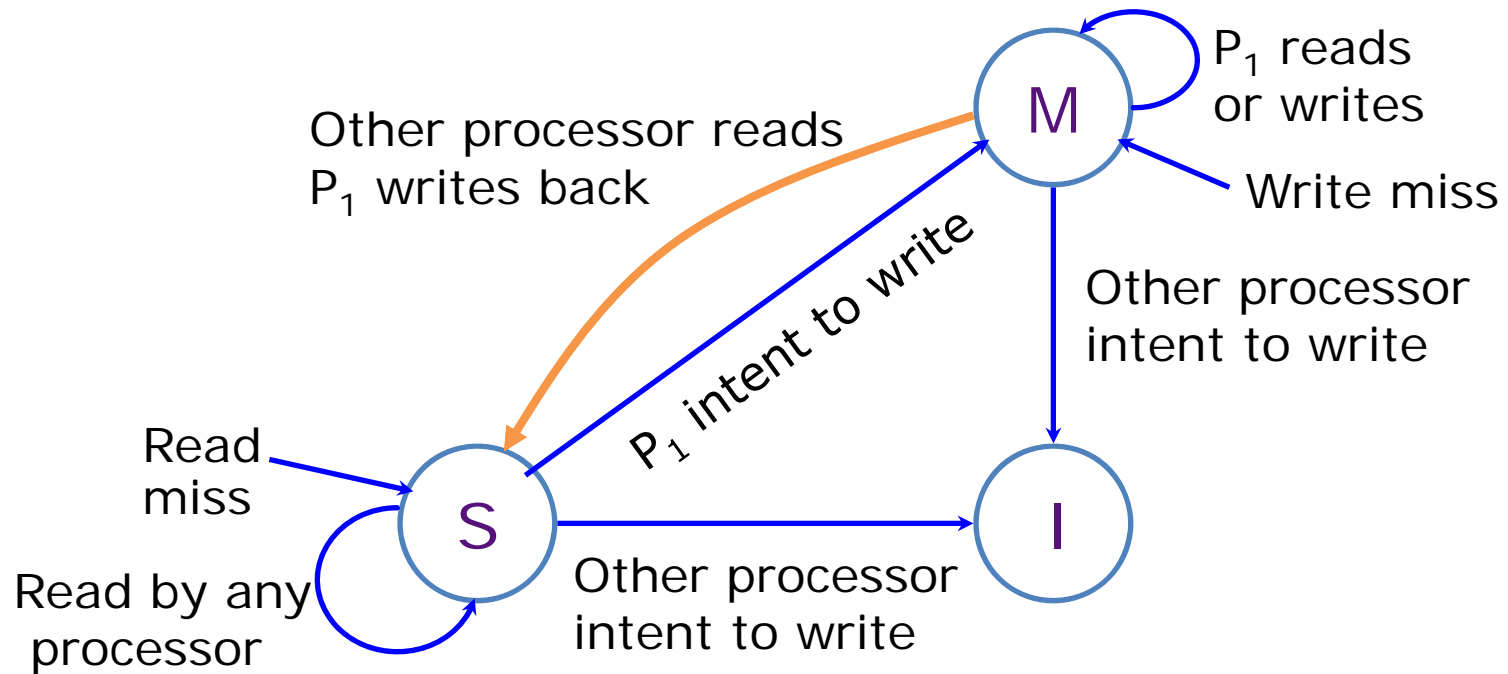 M
P₁ reads
or writes
Other processor reads
P₁ writes back
Write miss
P₁ intent to write
Other processor
intent to write
Read
miss
S
I
Read by any
processor
Other processor
intent to write